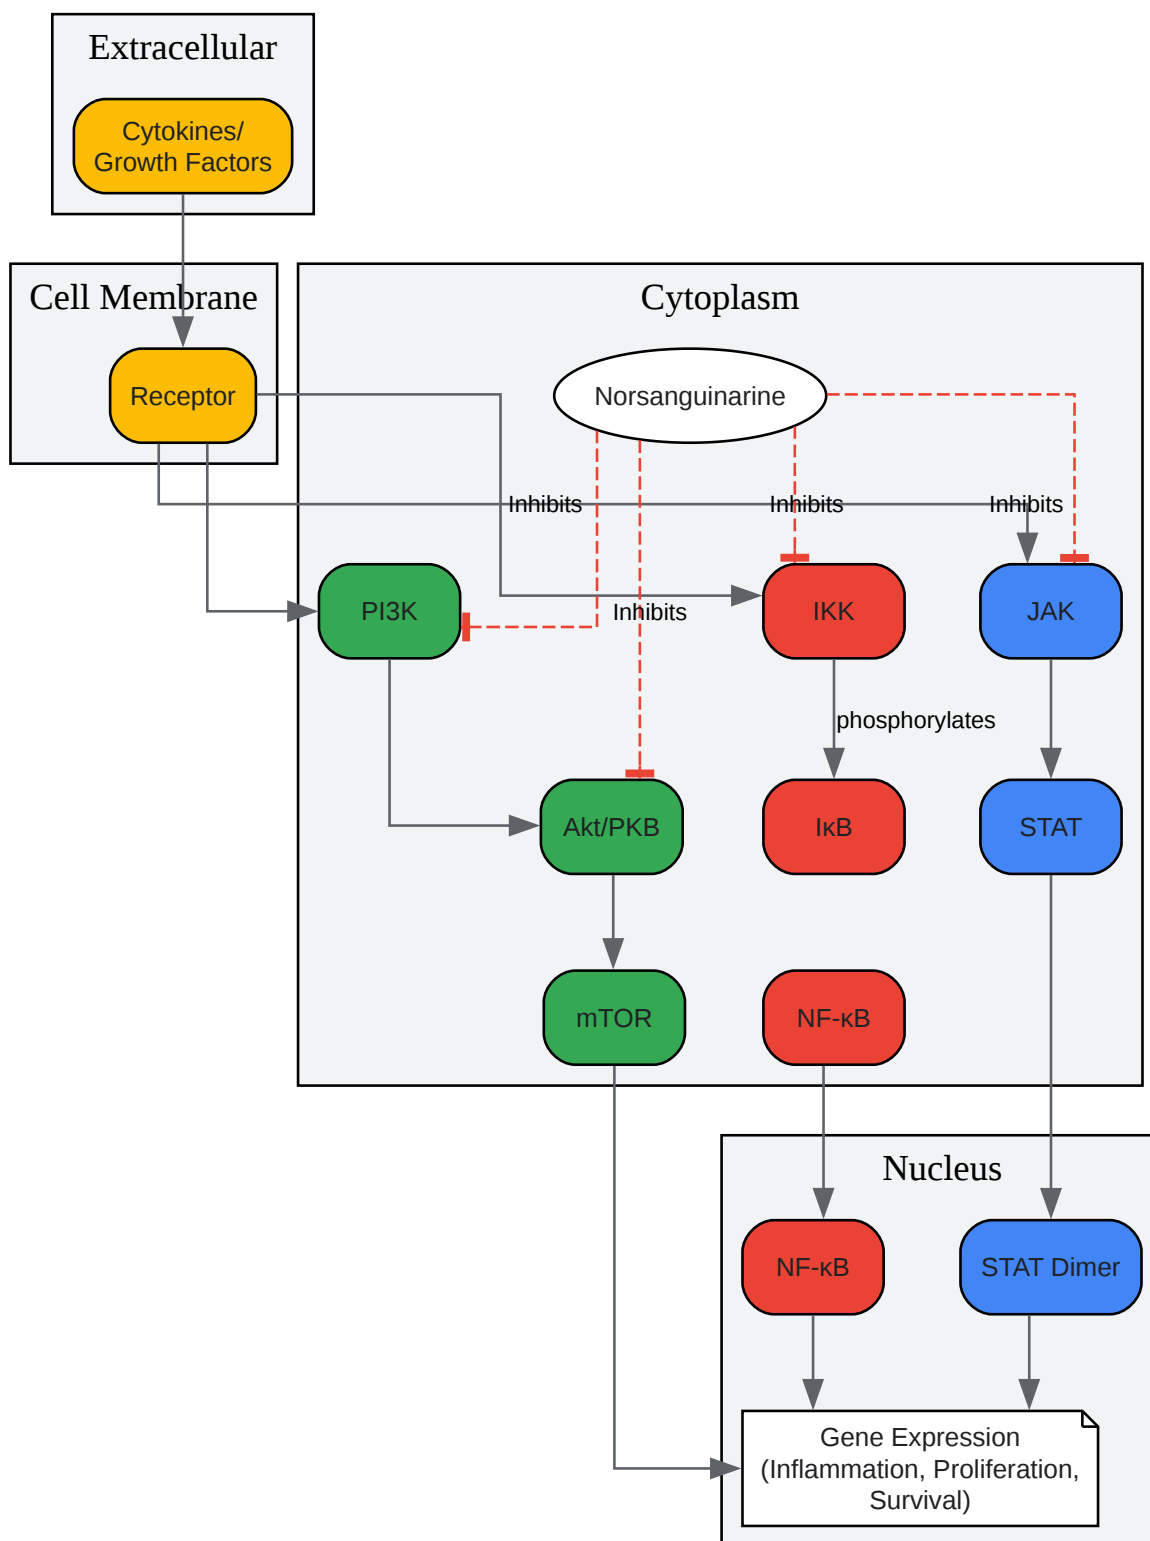 Extracellular
Cytokines/
Growth Factors
Cell Membrane
Cytoplasm
Receptor
Norsanguinarine
Inhibits
Inhibits
Inhibits
PI3K
Inhibits
IKK
JAK
phosphorylates
Akt/PKB
IκB
STAT
mTOR
NF-κB
Nucleus
NF-κB
STAT Dimer
Gene Expression
(Inflammation, Proliferation,
Survival)